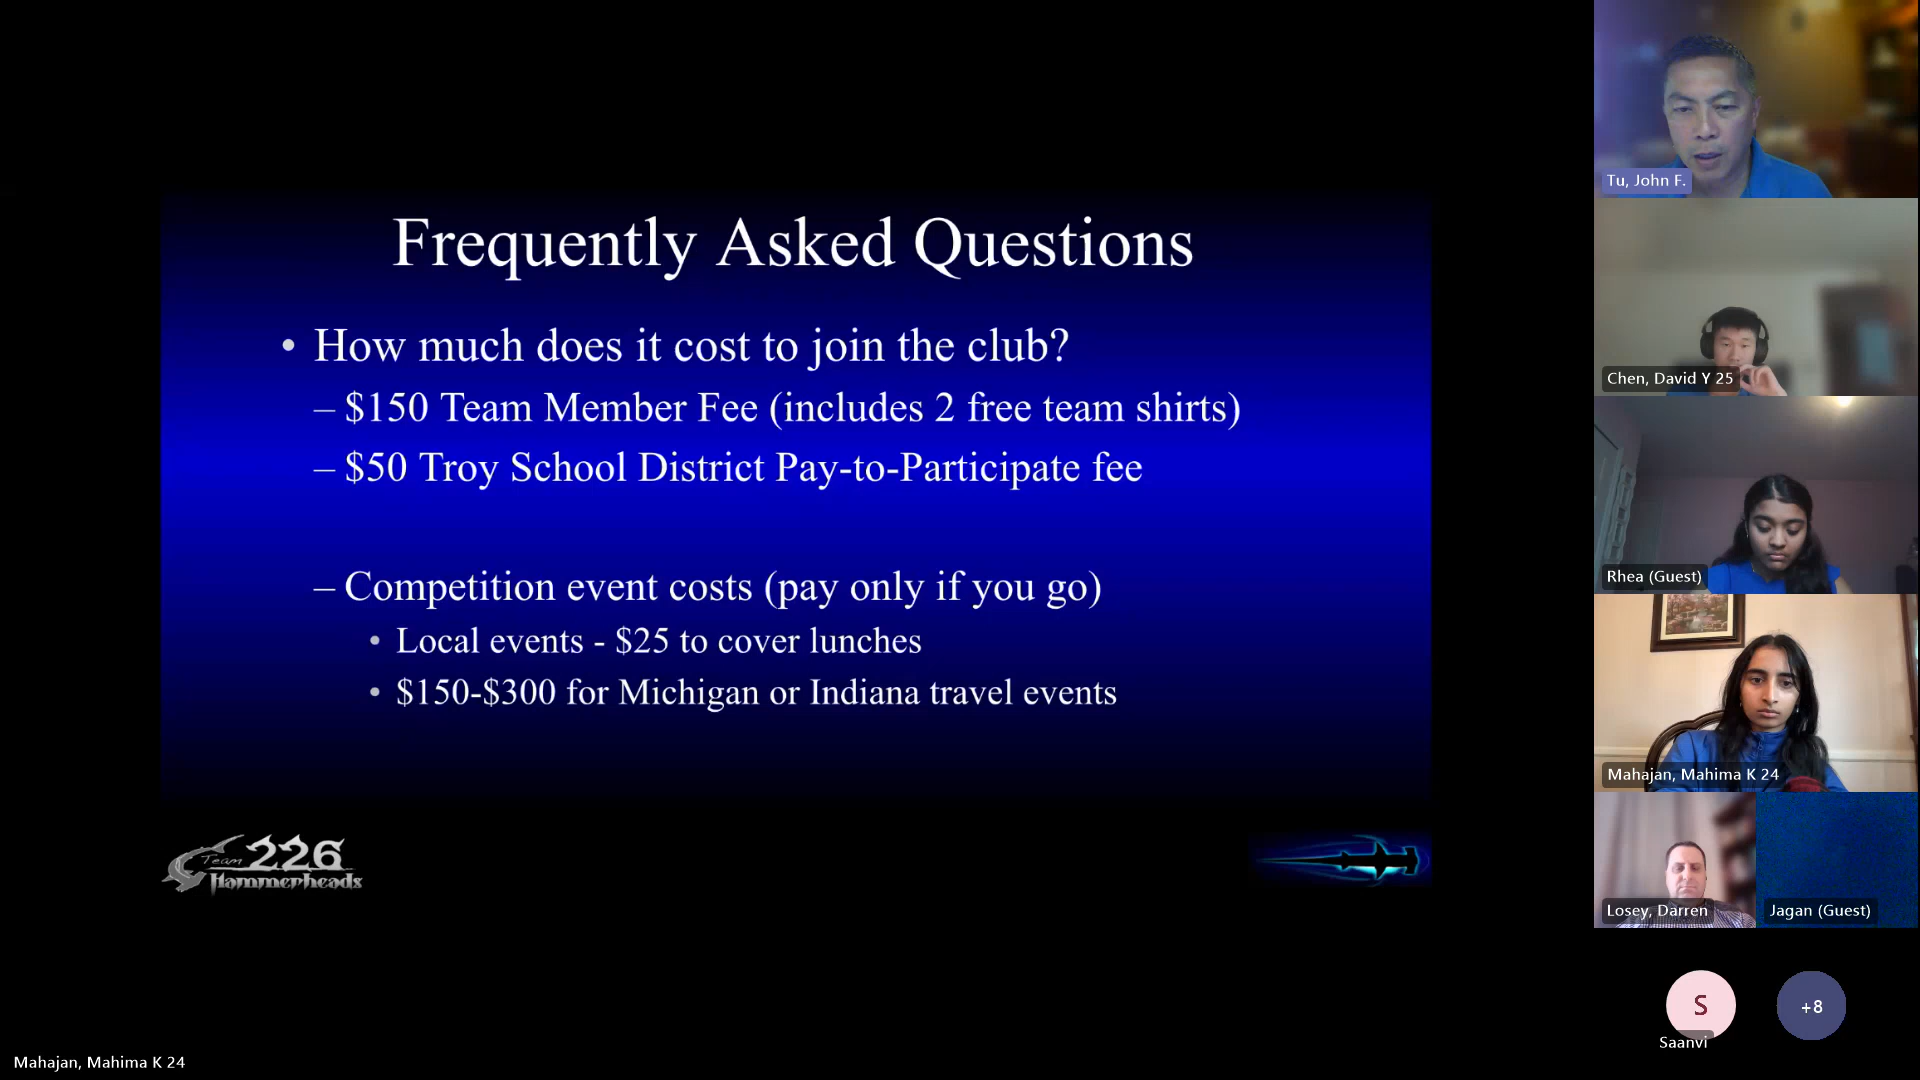 Frequently Asked Questions
• How much does it cost to join the club?
– $150 Team Member Fee (includes 2 free team shirts)
– $50 Troy School District Pay-to-Participate fee
– Competition event costs (pay only if you go)
• Local events - $25 to cover lunches
• $150-$300 for Michigan or Indiana travel events
Team 226
Hammerheads
Tu, John F.
Chen, David Y 25
Rhea (Guest)
Mahajan, Mahima K 24
Losey, Darren
Jagan (Guest)
S
+8
Saanvi
Mahajan, Mahima K 24